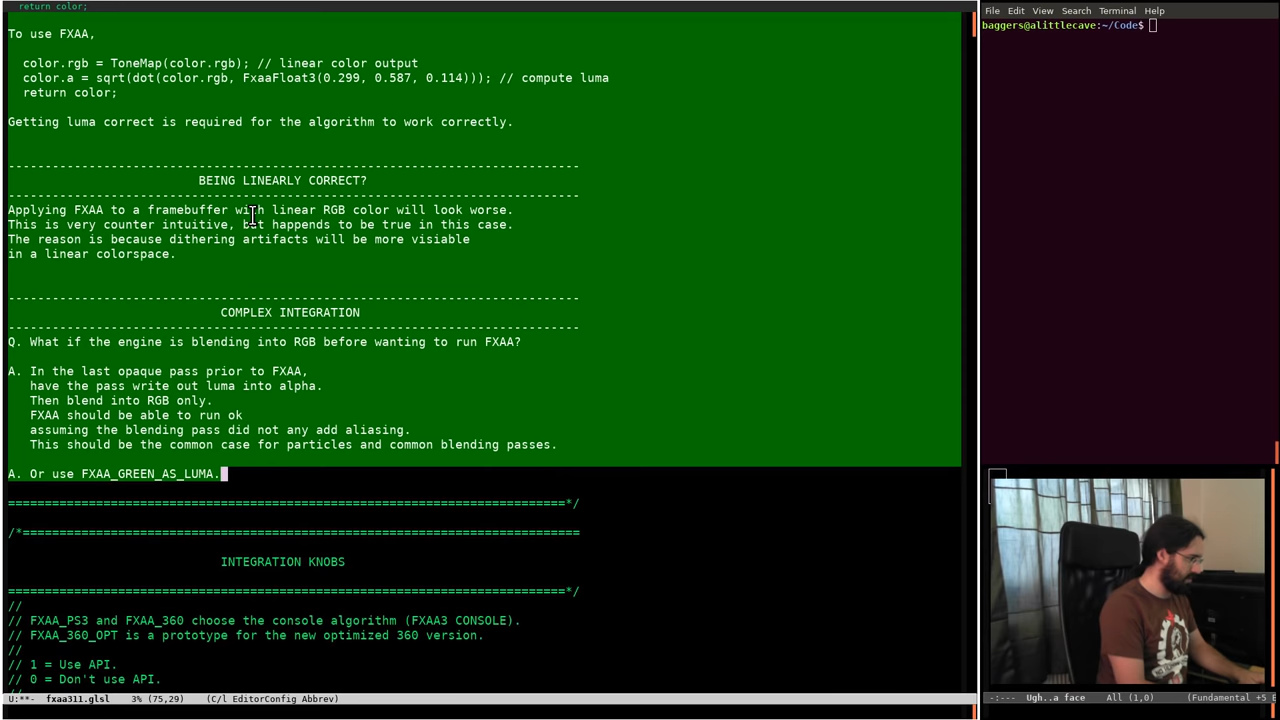 return color;
To use FXAA,
color.rgb = ToneMap(color.rgb); // linear color output
color.a = sqrt(dot(color.rgb, FxaaFloat3(0.299, 0.587, 0.114))); // compute luma
return color;
Getting luma correct is required for the algorithm to work correctly.
------------------------------------------------------------------------------
BEING LINEARLY CORRECT?
------------------------------------------------------------------------------
Applying FXAA to a framebuffer with linear RGB color will look worse.
This is very counter intuitive, but happends to be true in this case.
The reason is because dithering artifacts will be more visiable
in a linear colorspace.
------------------------------------------------------------------------------
COMPLEX INTEGRATION
------------------------------------------------------------------------------
Q. What if the engine is blending into RGB before wanting to run FXAA?
A. In the last opaque pass prior to FXAA,
have the pass write out luma into alpha.
Then blend into RGB only.
FXAA should be able to run ok
assuming the blending pass did not any add aliasing.
This should be the common case for particles and common blending passes.
A. Or use FXAA_GREEN_AS_LUMA.
============================================================================*/
/*============================================================================
INTEGRATION KNOBS
============================================================================*/
//
// FXAA_PS3 and FXAA_360 choose the console algorithm (FXAA3 CONSOLE).
// FXAA_360_OPT is a prototype for the new optimized 360 version.
//
// 1 = Use API.
// 0 = Don't use API.
//
U:**- fxaa311.glsl 3% (75,29) (C/l EditorConfig Abbrev)
File Edit View Search Terminal Help
baggers@alittlecave:~/Code$
-:--- Ugh..a face All (1,0) (Fundamental +5 E